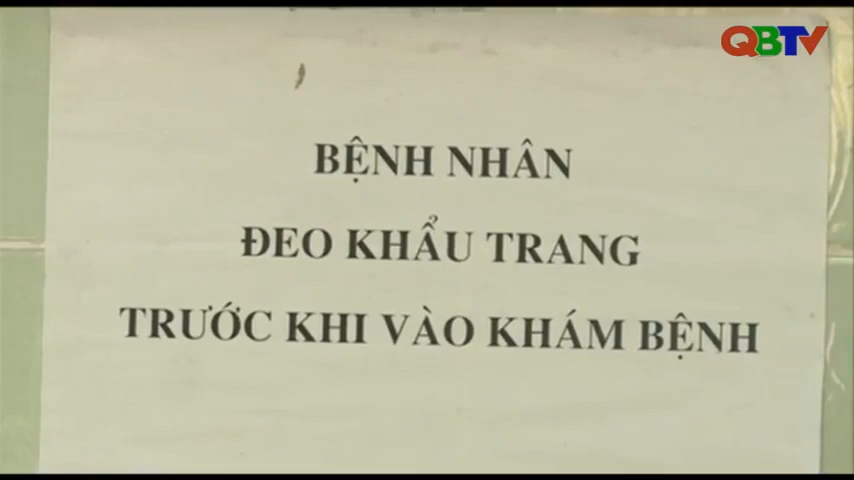 QBTV
BỆNH NHÂN
ĐEO KHẨU TRANG
TRƯỚC KHI VÀO KHÁM BỆNH